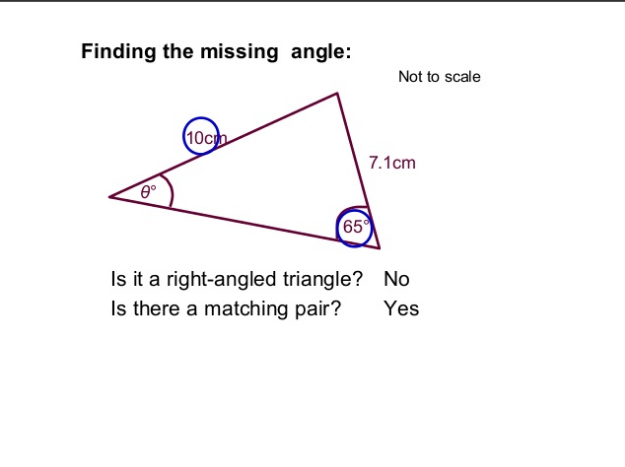 Finding the missing angle:
Not to scale
10cm
7.1cm
θ°
65°
Is it a right-angled triangle? No
Is there a matching pair? Yes